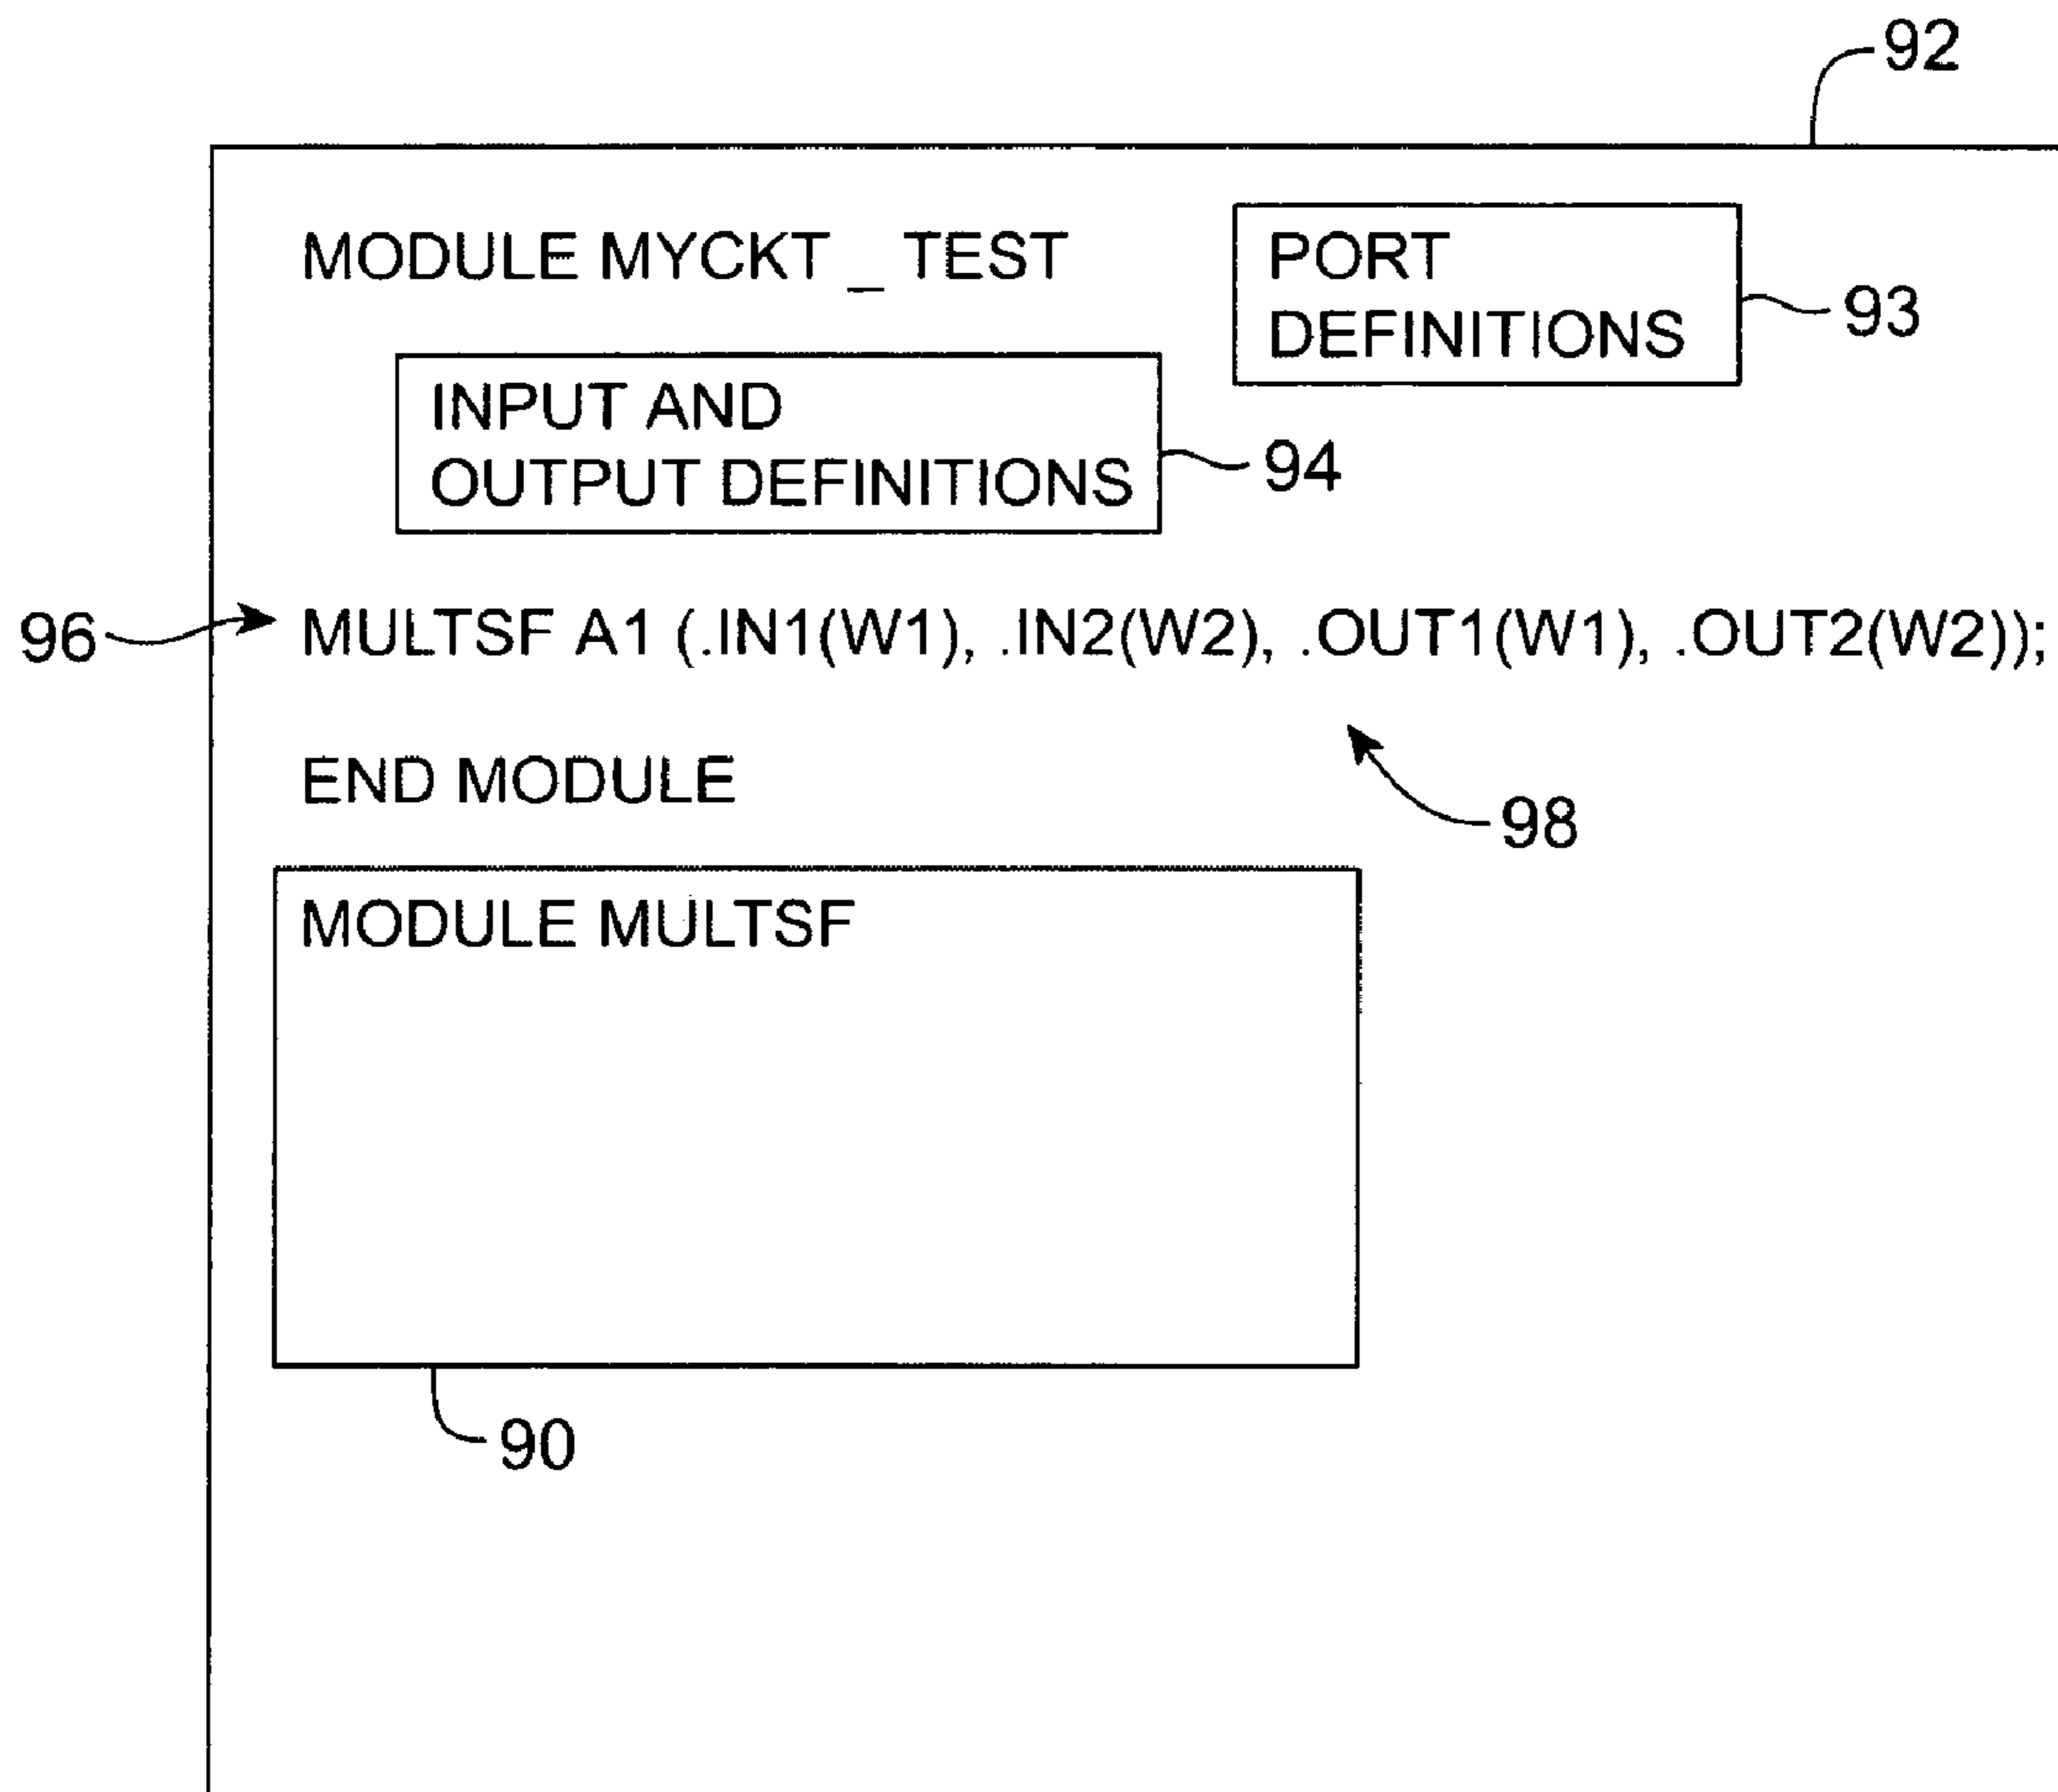 92
MODULE MYCKT _ TEST
PORT
DEFINITIONS
93
INPUT AND
OUTPUT DEFINITIONS
94
96
MULTSF A1 (.IN1(W1), .IN2(W2), .OUT1(W1), .OUT2(W2));
END MODULE
98
MODULE MULTSF
90